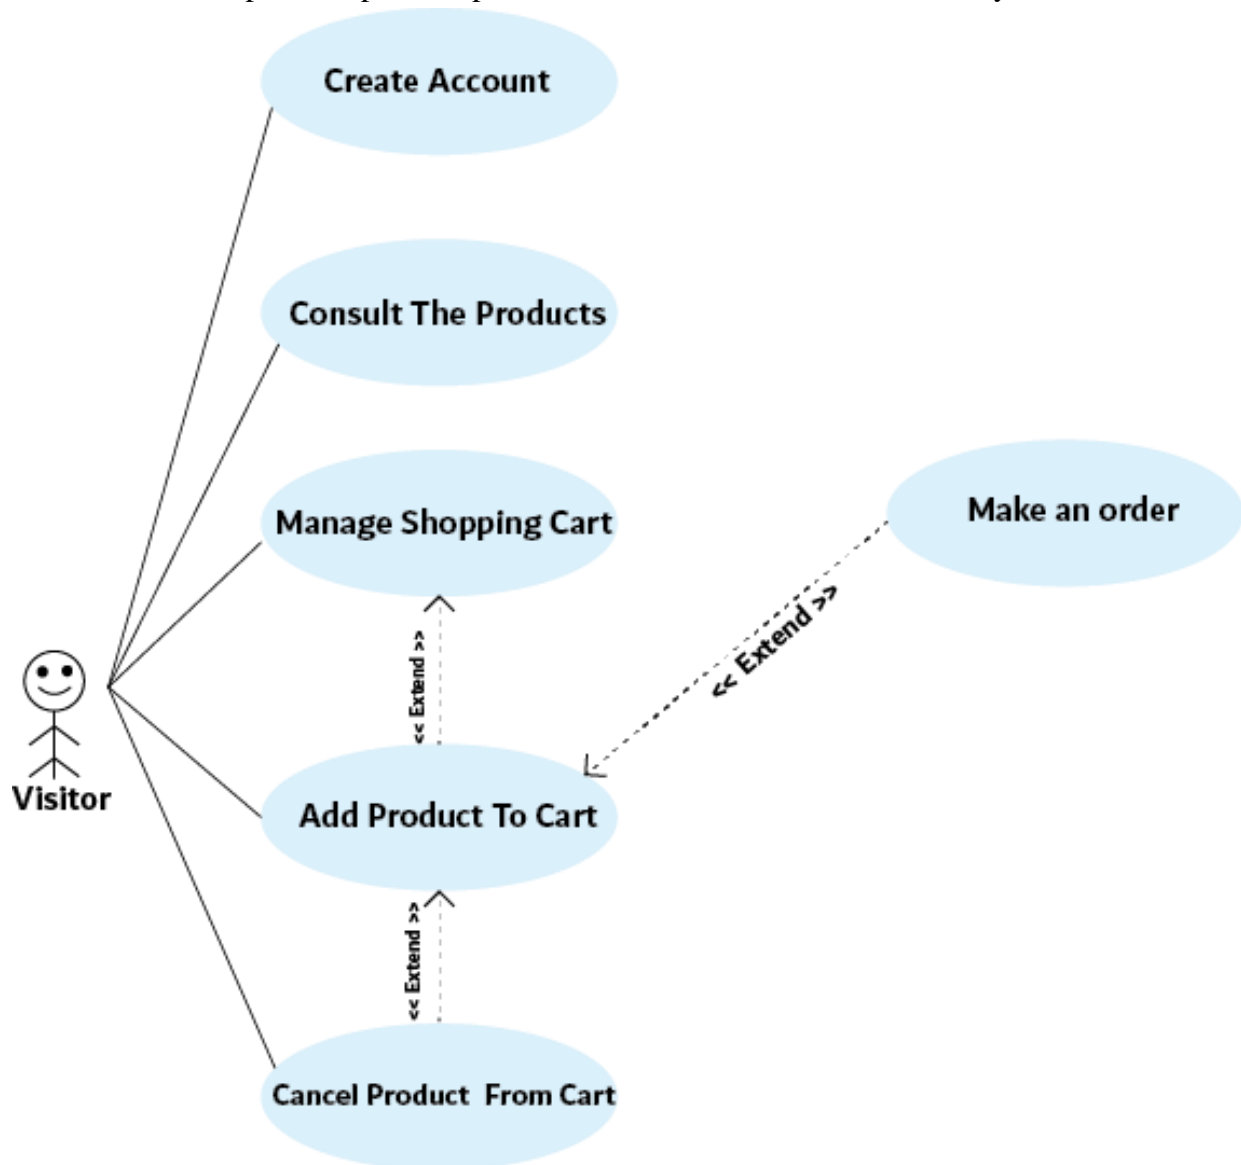 Create Account
Consult The Products
Manage Shopping Cart
Make an order
<< Extend >>
<< Extend >>
Visitor
Add Product To Cart
<< Extend >>
Cancel Product From Cart